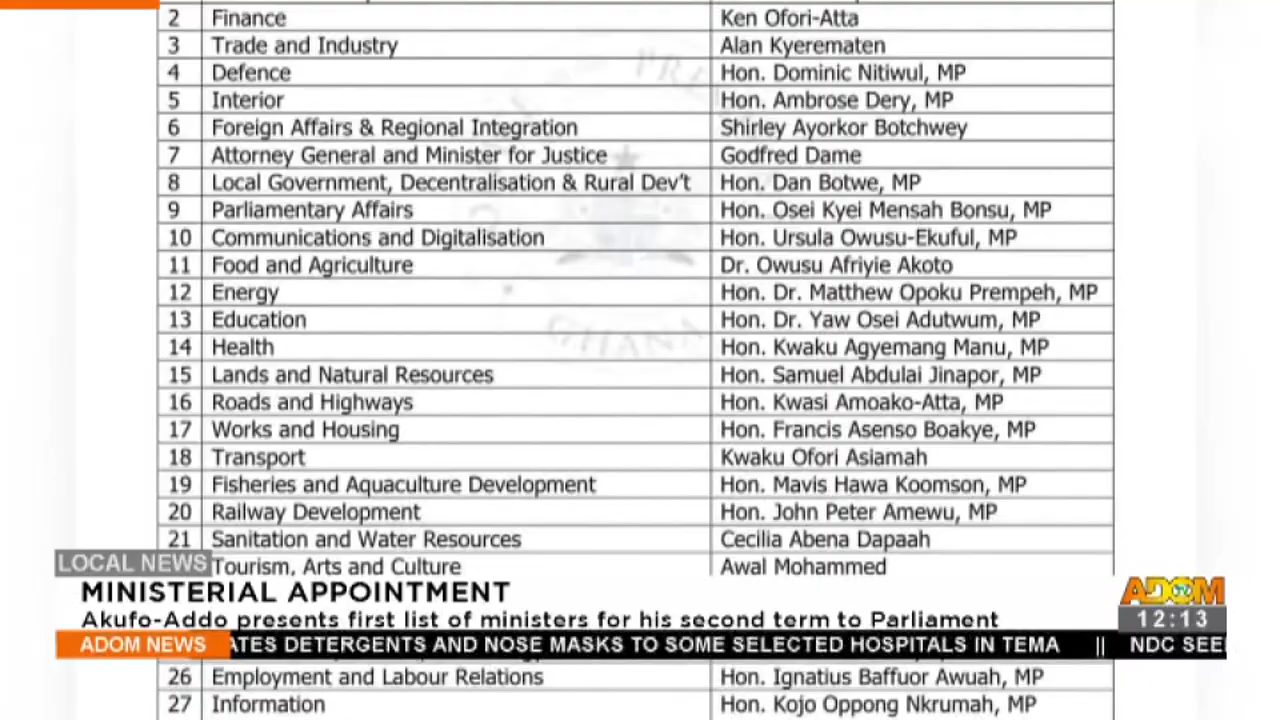 2 Finance Ken Ofori-Atta
3 Trade and Industry Alan Kyerematen
4 Defence Hon. Dominic Nitiwul, MP
5 Interior Hon. Ambrose Dery, MP
6 Foreign Affairs & Regional Integration Shirley Ayorkor Botchwey
7 Attorney General and Minister for Justice Godfred Dame
8 Local Government, Decentralisation & Rural Dev't Hon. Dan Botwe, MP
9 Parliamentary Affairs Hon. Osei Kyei Mensah Bonsu, MP
10 Communications and Digitalisation Hon. Ursula Owusu-Ekuful, MP
11 Food and Agriculture Dr. Owusu Afriyie Akoto
12 Energy Hon. Dr. Matthew Opoku Prempeh, MP
13 Education Hon. Dr. Yaw Osei Adutwum, MP
14 Health Hon. Kwaku Agyemang Manu, MP
15 Lands and Natural Resources Hon. Samuel Abdulai Jinapor, MP
16 Roads and Highways Hon. Kwasi Amoako-Atta, MP
17 Works and Housing Hon. Francis Asenso Boakye, MP
18 Transport Kwaku Ofori Asiamah
19 Fisheries and Aquaculture Development Hon. Mavis Hawa Koomson, MP
20 Railway Development Hon. John Peter Amewu, MP
21 Sanitation and Water Resources Cecilia Abena Dapaah
Tourism, Arts and Culture Awal Mohammed
GHANA
LOCAL NEWS
MINISTERIAL APPOINTMENT
Akufo-Addo presents first list of ministers for his second term to Parliament
ADOM TV
12:13
ADOM NEWS ATES DETERGENTS AND NOSE MASKS TO SOME SELECTED HOSPITALS IN TEMA || NDC SEE
26 Employment and Labour Relations Hon. Ignatius Baffuor Awuah, MP
27 Information Hon. Kojo Oppong Nkrumah, MP